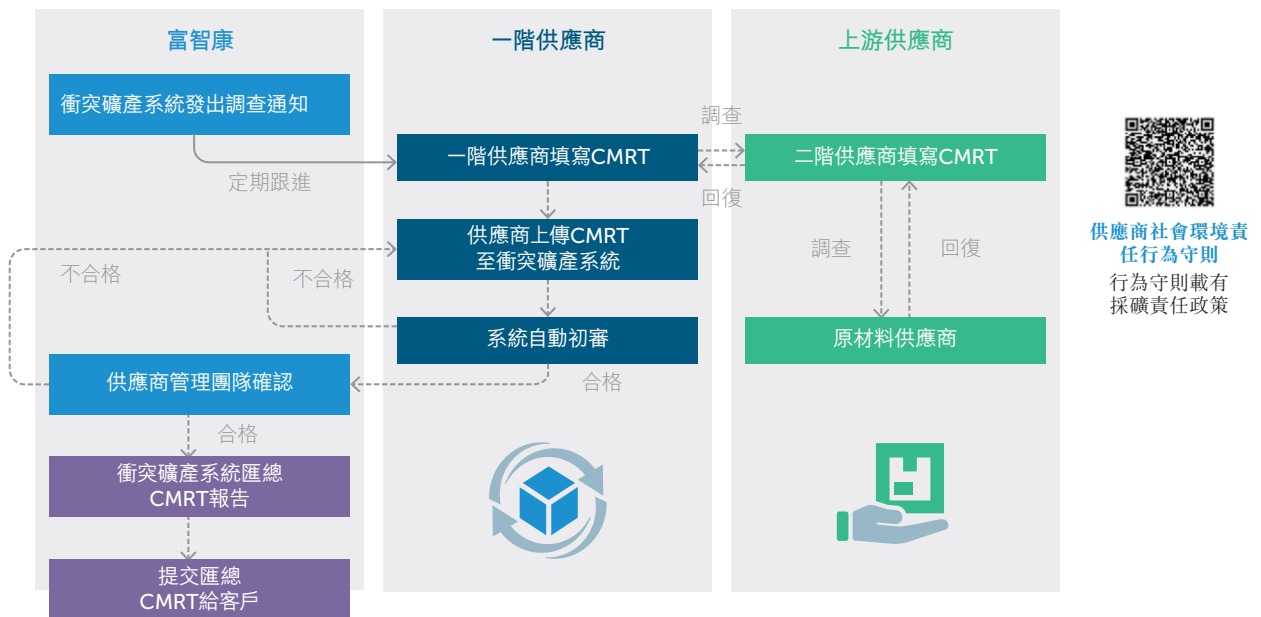 富智康
一階供應商
上游供應商
衝突礦產系統發出調查通知
定期跟進
一階供應商填寫CMRT
調查
回復
二階供應商填寫CMRT
供應商上傳CMRT
至衝突礦產系統
不合格
不合格
調查
回復
系統自動初審
原材料供應商
合格
供應商管理團隊確認
合格
衝突礦產系統匯總
CMRT報告
提交匯總
CMRT給客戶
供應商社會環境責
任行為守則
行為守則載有
採礦責任政策